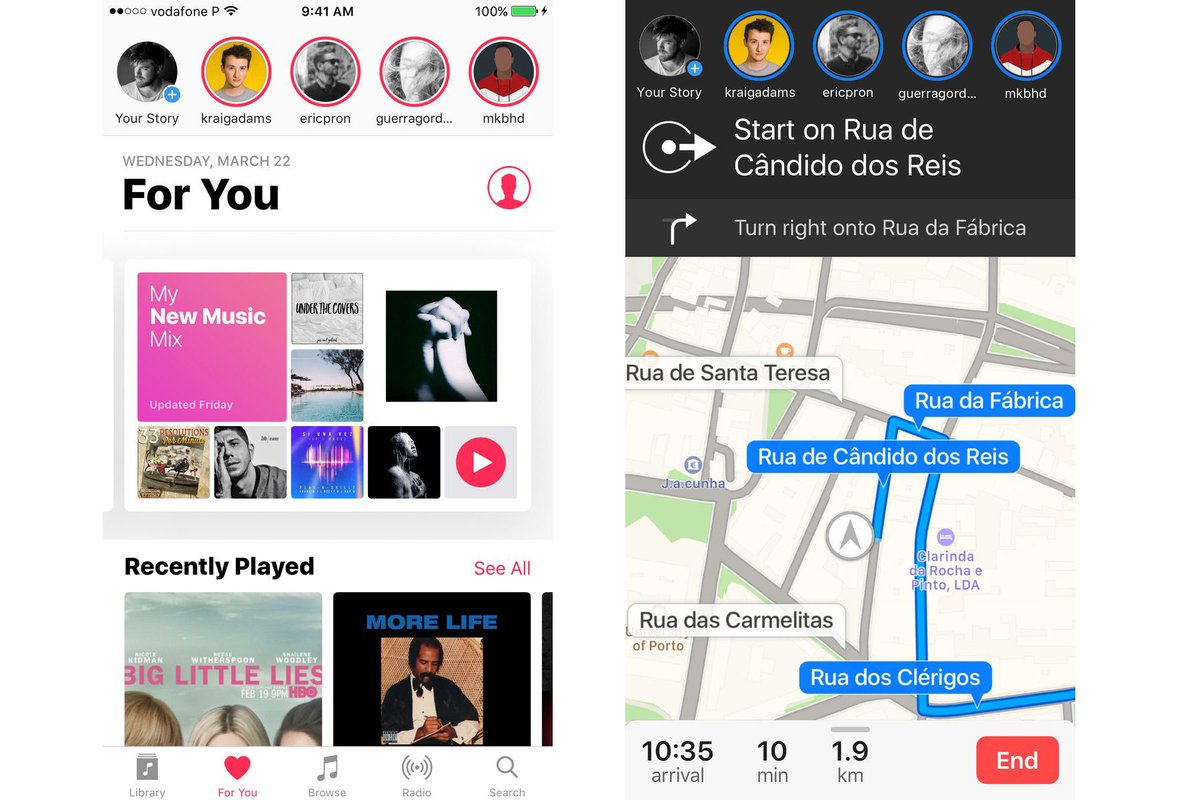 vodafone P
9:41 AM
100%
Your Story
kraigadams
ericpron
guerragord...
mkbhd
WEDNESDAY, MARCH 22
For You
My
New Music
Mix
Updated Friday
UNDER THE COVERS
33 RESOLUTIONS
Per Minute
SI UNA VEZ
PLAY-N-SKILLZ
Recently Played
See All
NICOLE
KIDMAN
REESE
WITHERSPOON
SHAILENE
WOODLEY
BIG LITTLE LIES
FEB 19 9PM HBO
MORE LIFE
Library
For You
Browse
Radio
Search
Your Story
kraigadams
ericpron
guerragord...
mkbhd
Start on Rua de
Cândido dos Reis
Turn right onto Rua da Fábrica
Rua de Santa Teresa
Rua da Fábrica
Rua de Cândido dos Reis
J.a.cunha
Clarinda
da Rocha e
Pinto, LDA
Rua das Carmelitas
of Porto
Rua dos Clérigos
10:35
arrival
10
min
1.9
km
End